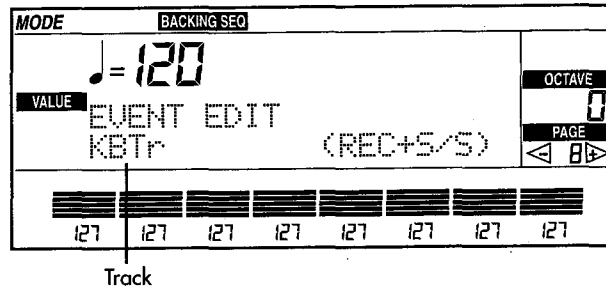 MODE BACKING SEQ
♩=120
OCTAVE
0
VALUE
EVENT EDIT
PAGE
KBTr (REC+S/S)
- 8 +
127 127 127 127 127 127 127 127
Track